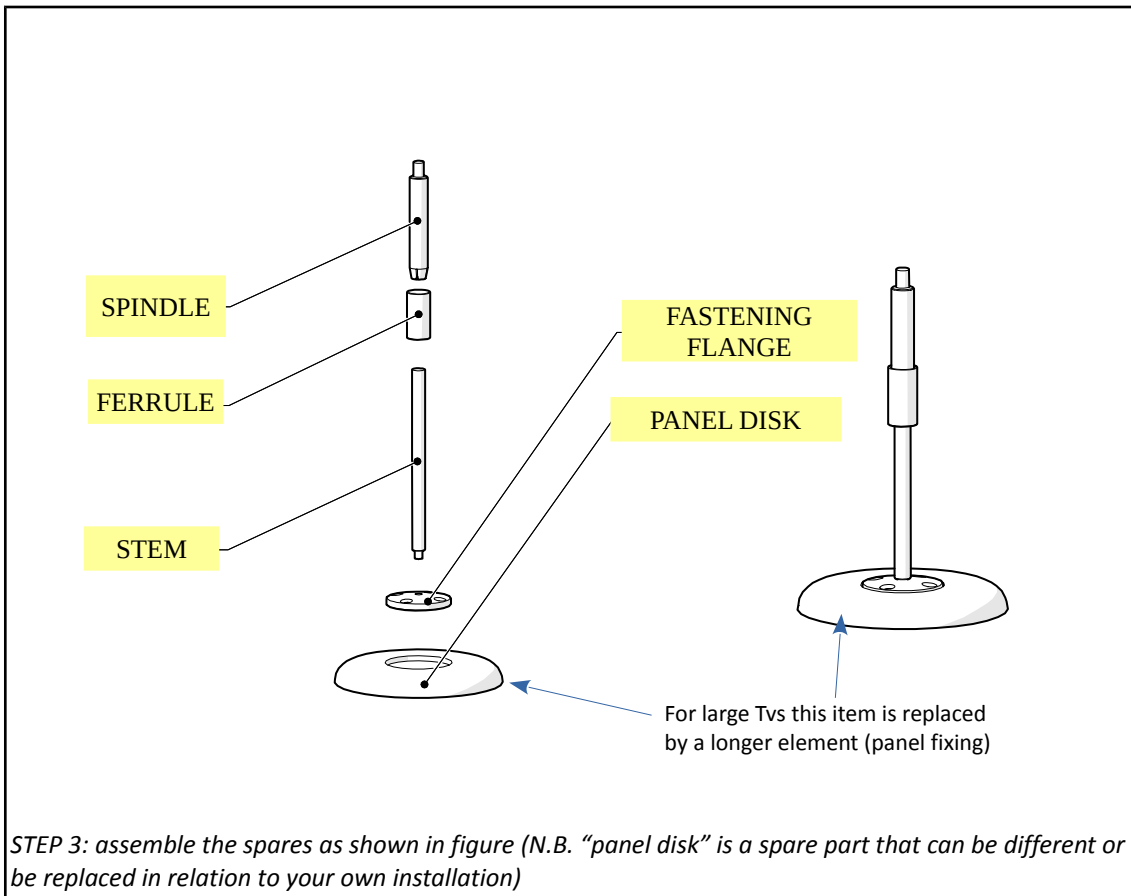 SPINDLE
FERRULE
STEM
FASTENING
FLANGE
PANEL DISK
For large Tvs this item is replaced
by a longer element (panel fixing)
STEP 3: assemble the spares as shown in figure (N.B. “panel disk” is a spare part that can be different or
be replaced in relation to your own installation)